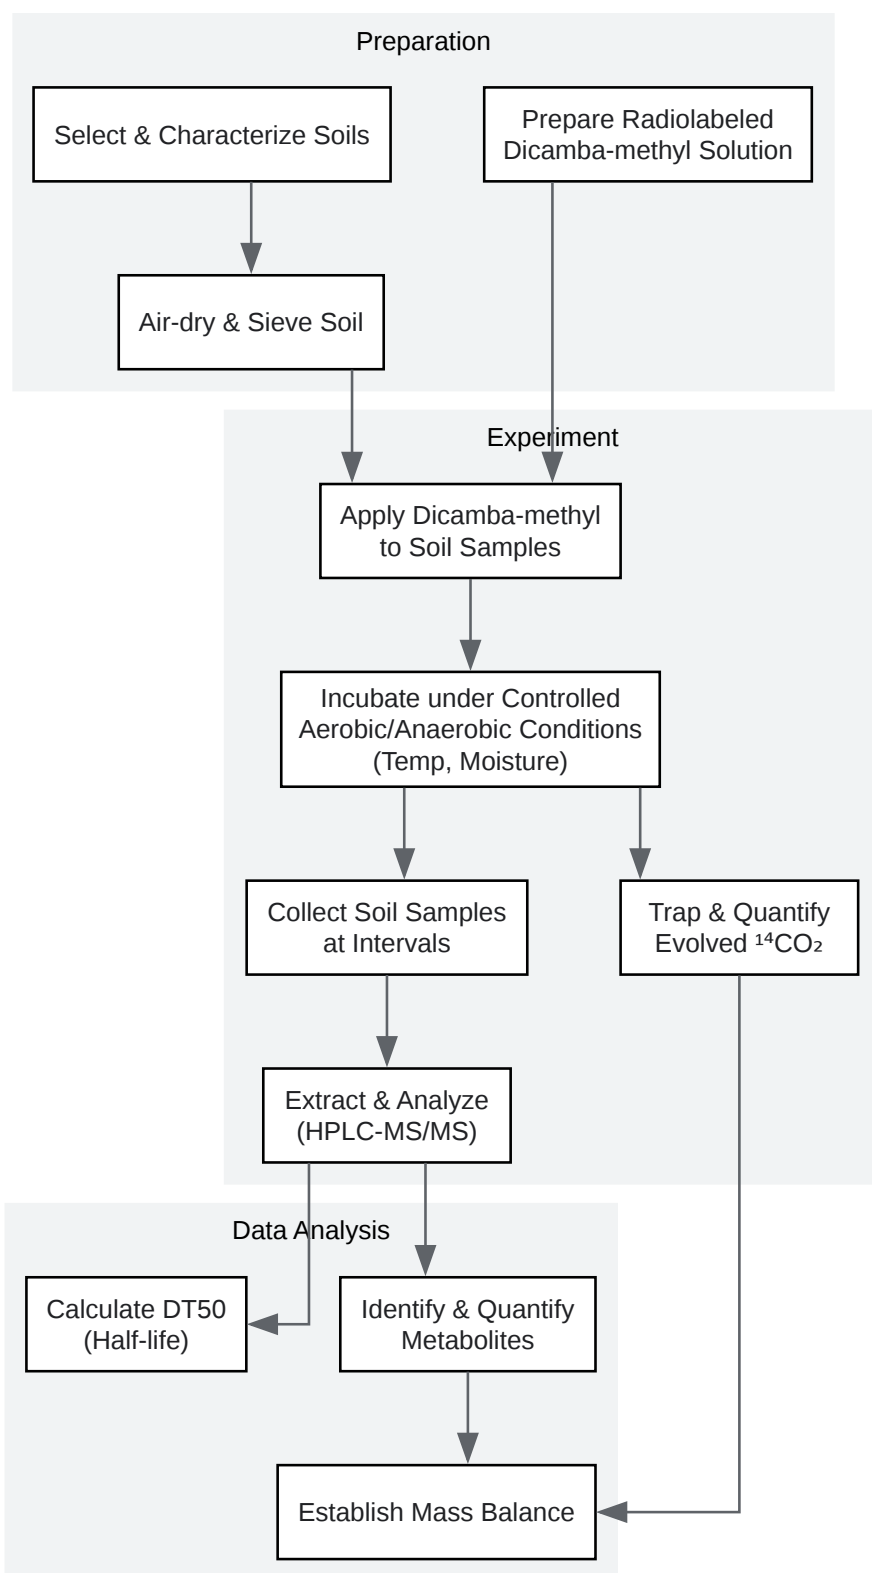 Preparation
Select & Characterize Soils
Prepare Radiolabeled
Dicamba-methyl Solution
Air-dry & Sieve Soil
Experiment
Apply Dicamba-methyl
to Soil Samples
Incubate under Controlled
Aerobic/Anaerobic Conditions
(Temp, Moisture)
Collect Soil Samples
at Intervals
Trap & Quantify
Evolved ¹⁴CO₂
Extract & Analyze
(HPLC-MS/MS)
Data Analysis
Calculate DT50
(Half-life)
Identify & Quantify
Metabolites
Establish Mass Balance